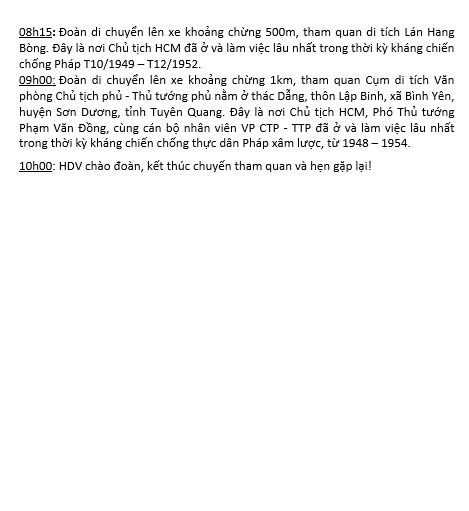 08h15: Đoàn di chuyển lên xe khoảng chừng 500m, tham quan di tích Lán Hang
Bòng. Đây là nơi Chủ tịch HCM đã ở và làm việc lâu nhất trong thời kỳ kháng chiến
chống Pháp T10/1949 – T12/1952.
09h00: Đoàn di chuyển lên xe khoảng chừng 1km, tham quan Cụm di tích Văn
phòng Chủ tịch phủ - Thủ tướng phủ nằm ở thác Dẫng, thôn Lập Binh, xã Bình Yên,
huyện Sơn Dương, tỉnh Tuyên Quang. Đây là nơi Chủ tịch HCM, Phó Thủ tướng
Phạm Văn Đồng, cùng cán bộ nhân viên VP CTP - TTP đã ở và làm việc lâu nhất
trong thời kỳ kháng chiến chống thực dân Pháp xâm lược, từ 1948 – 1954.
10h00: HDV chào đoàn, kết thúc chuyến tham quan và hẹn gặp lại!